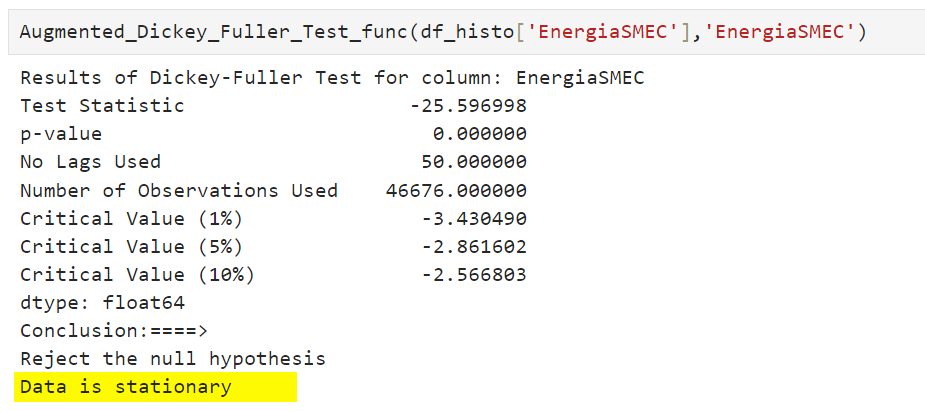 Augmented_Dickey_Fuller_Test_func(df_histo['EnergiaSMEC'],'EnergiaSMEC')
Results of Dickey-Fuller Test for column: EnergiaSMEC
Test Statistic -25.596998
p-value 0.000000
No Lags Used 50.000000
Number of Observations Used 46676.000000
Critical Value (1%) -3.430490
Critical Value (5%) -2.861602
Critical Value (10%) -2.566803
dtype: float64
Conclusion:====>
Reject the null hypothesis
Data is stationary